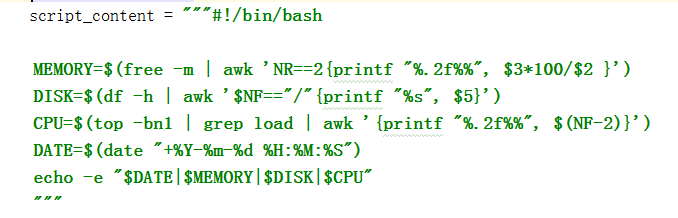 script_content = """#!/bin/bash
MEMORY=$(free -m | awk 'NR==2{printf "%.2f%%", $3*100/$2 }')
DISK=$(df -h | awk '$NF=="/"{printf "%s", $5}')
CPU=$(top -bn1 | grep load | awk '{printf "%.2f%%", $(NF-2)}')
DATE=$(date "+%Y-%m-%d %H:%M:%S")
echo -e "$DATE|$MEMORY|$DISK|$CPU"
"""